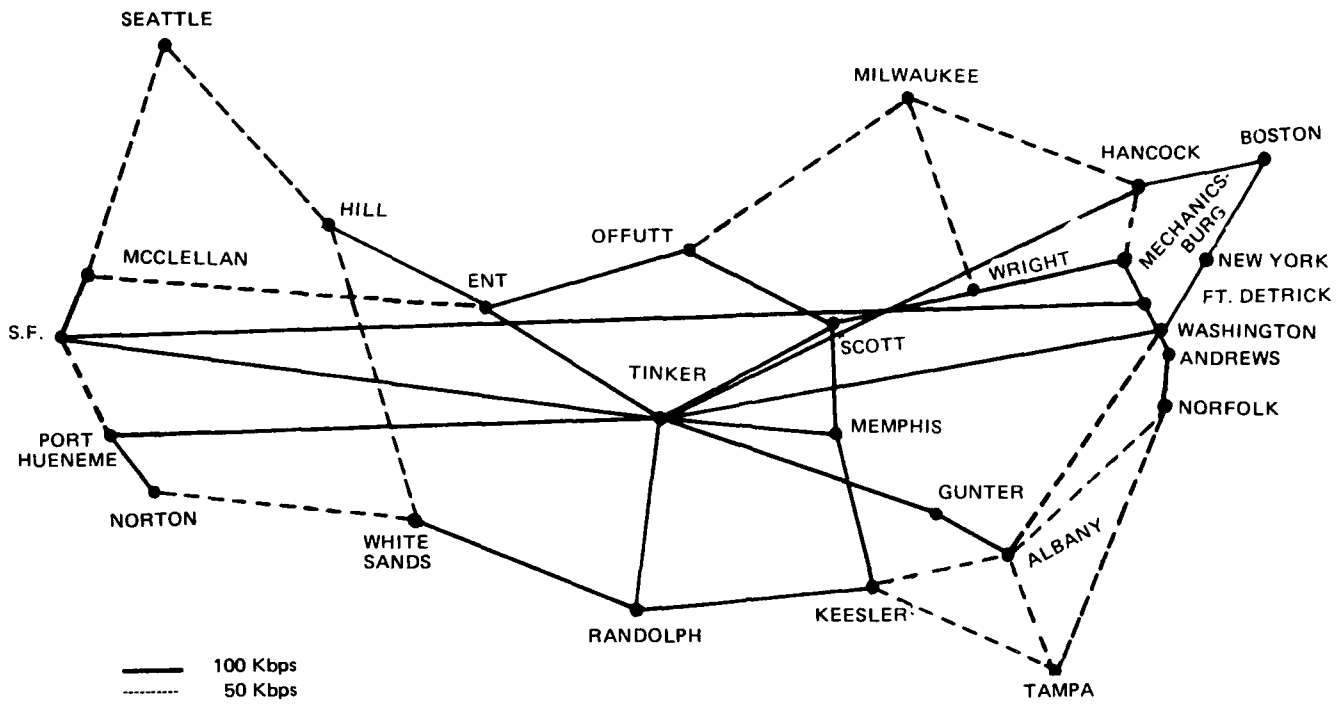 SEATTLE
MILWAUKEE
BOSTON
HANCOCK
MECHANICS-
BURG
HILL
OFFUTT
MCCLELLAN
ENT
WRIGHT
NEW YORK
FT. DETRICK
S.F.
SCOTT
WASHINGTON
ANDREWS
TINKER
NORFOLK
PORT
HUENEME
MEMPHIS
GUNTER
NORTON
WHITE
SANDS
ALBANY
KEESLER
RANDOLPH
100 Kbps
50 Kbps
TAMPA